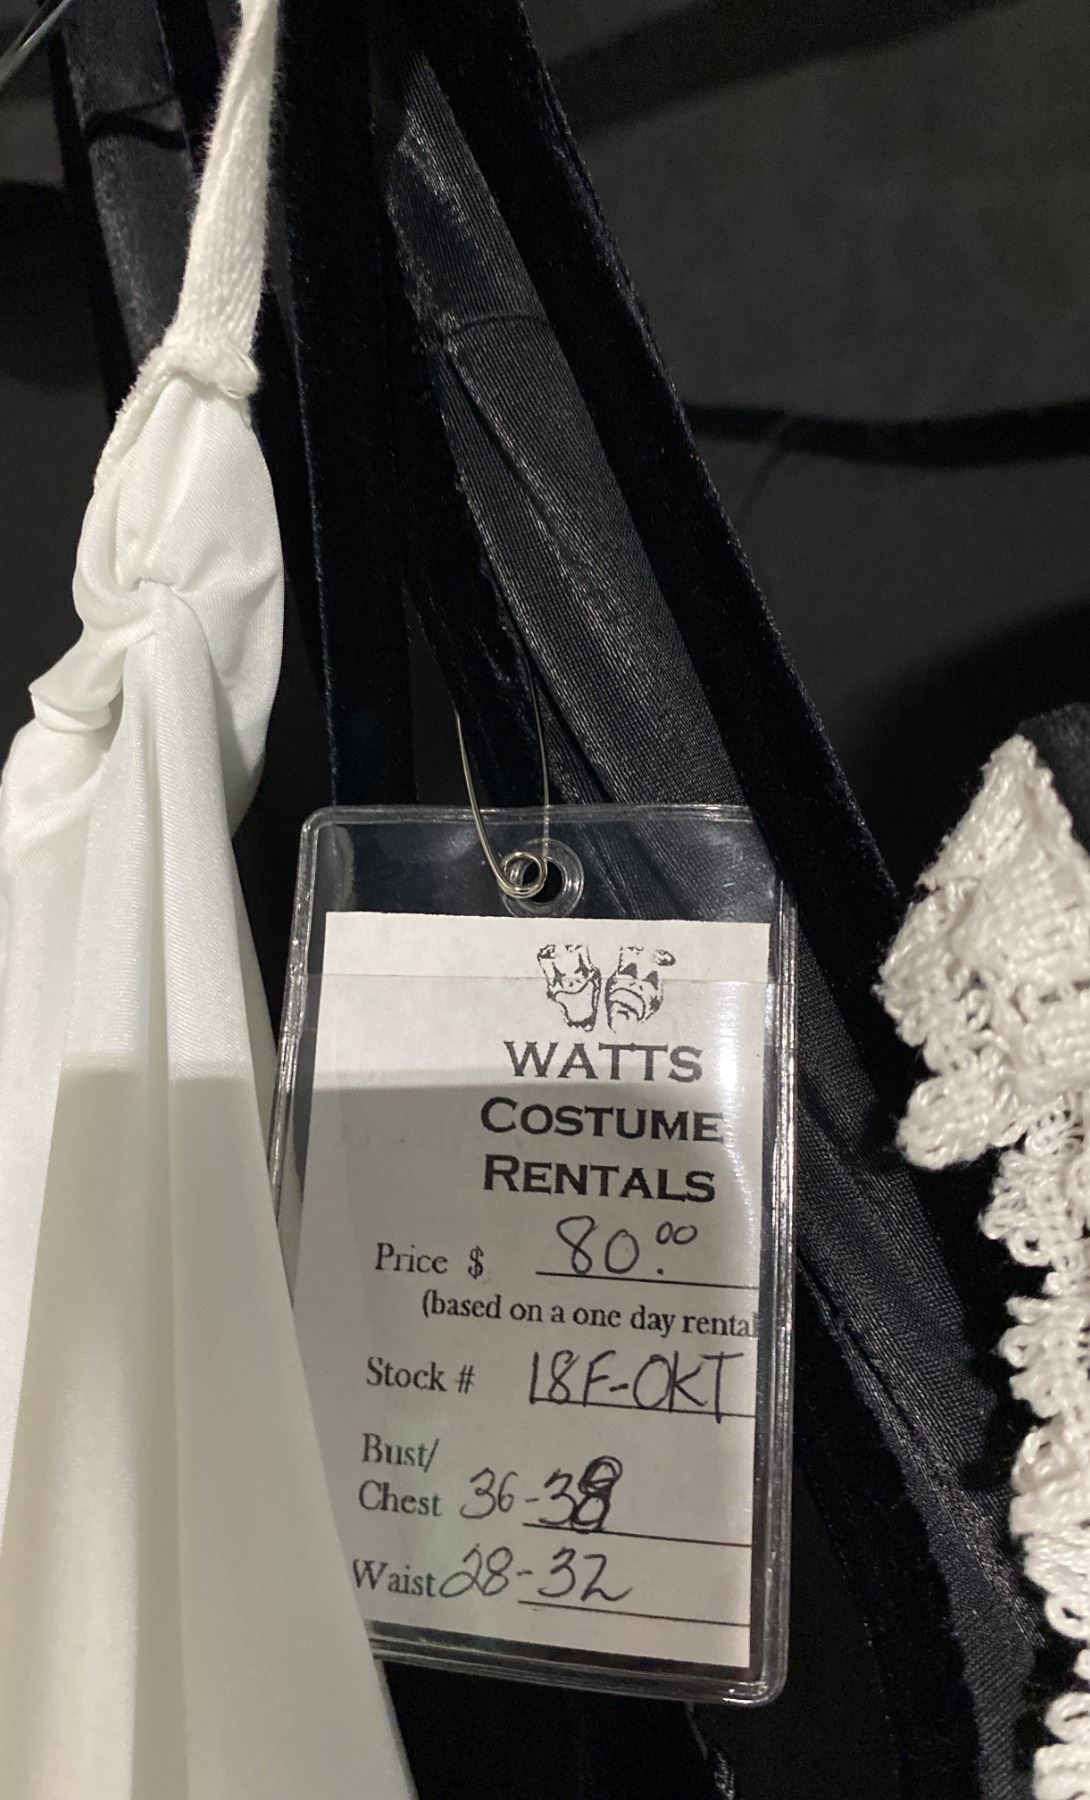 WATTS
COSTUME
RENTALS
Price $ 80.00
(based on a one day rental
Stock # 18F-OKT
Bust/
Chest 36-38
Waist 28-32